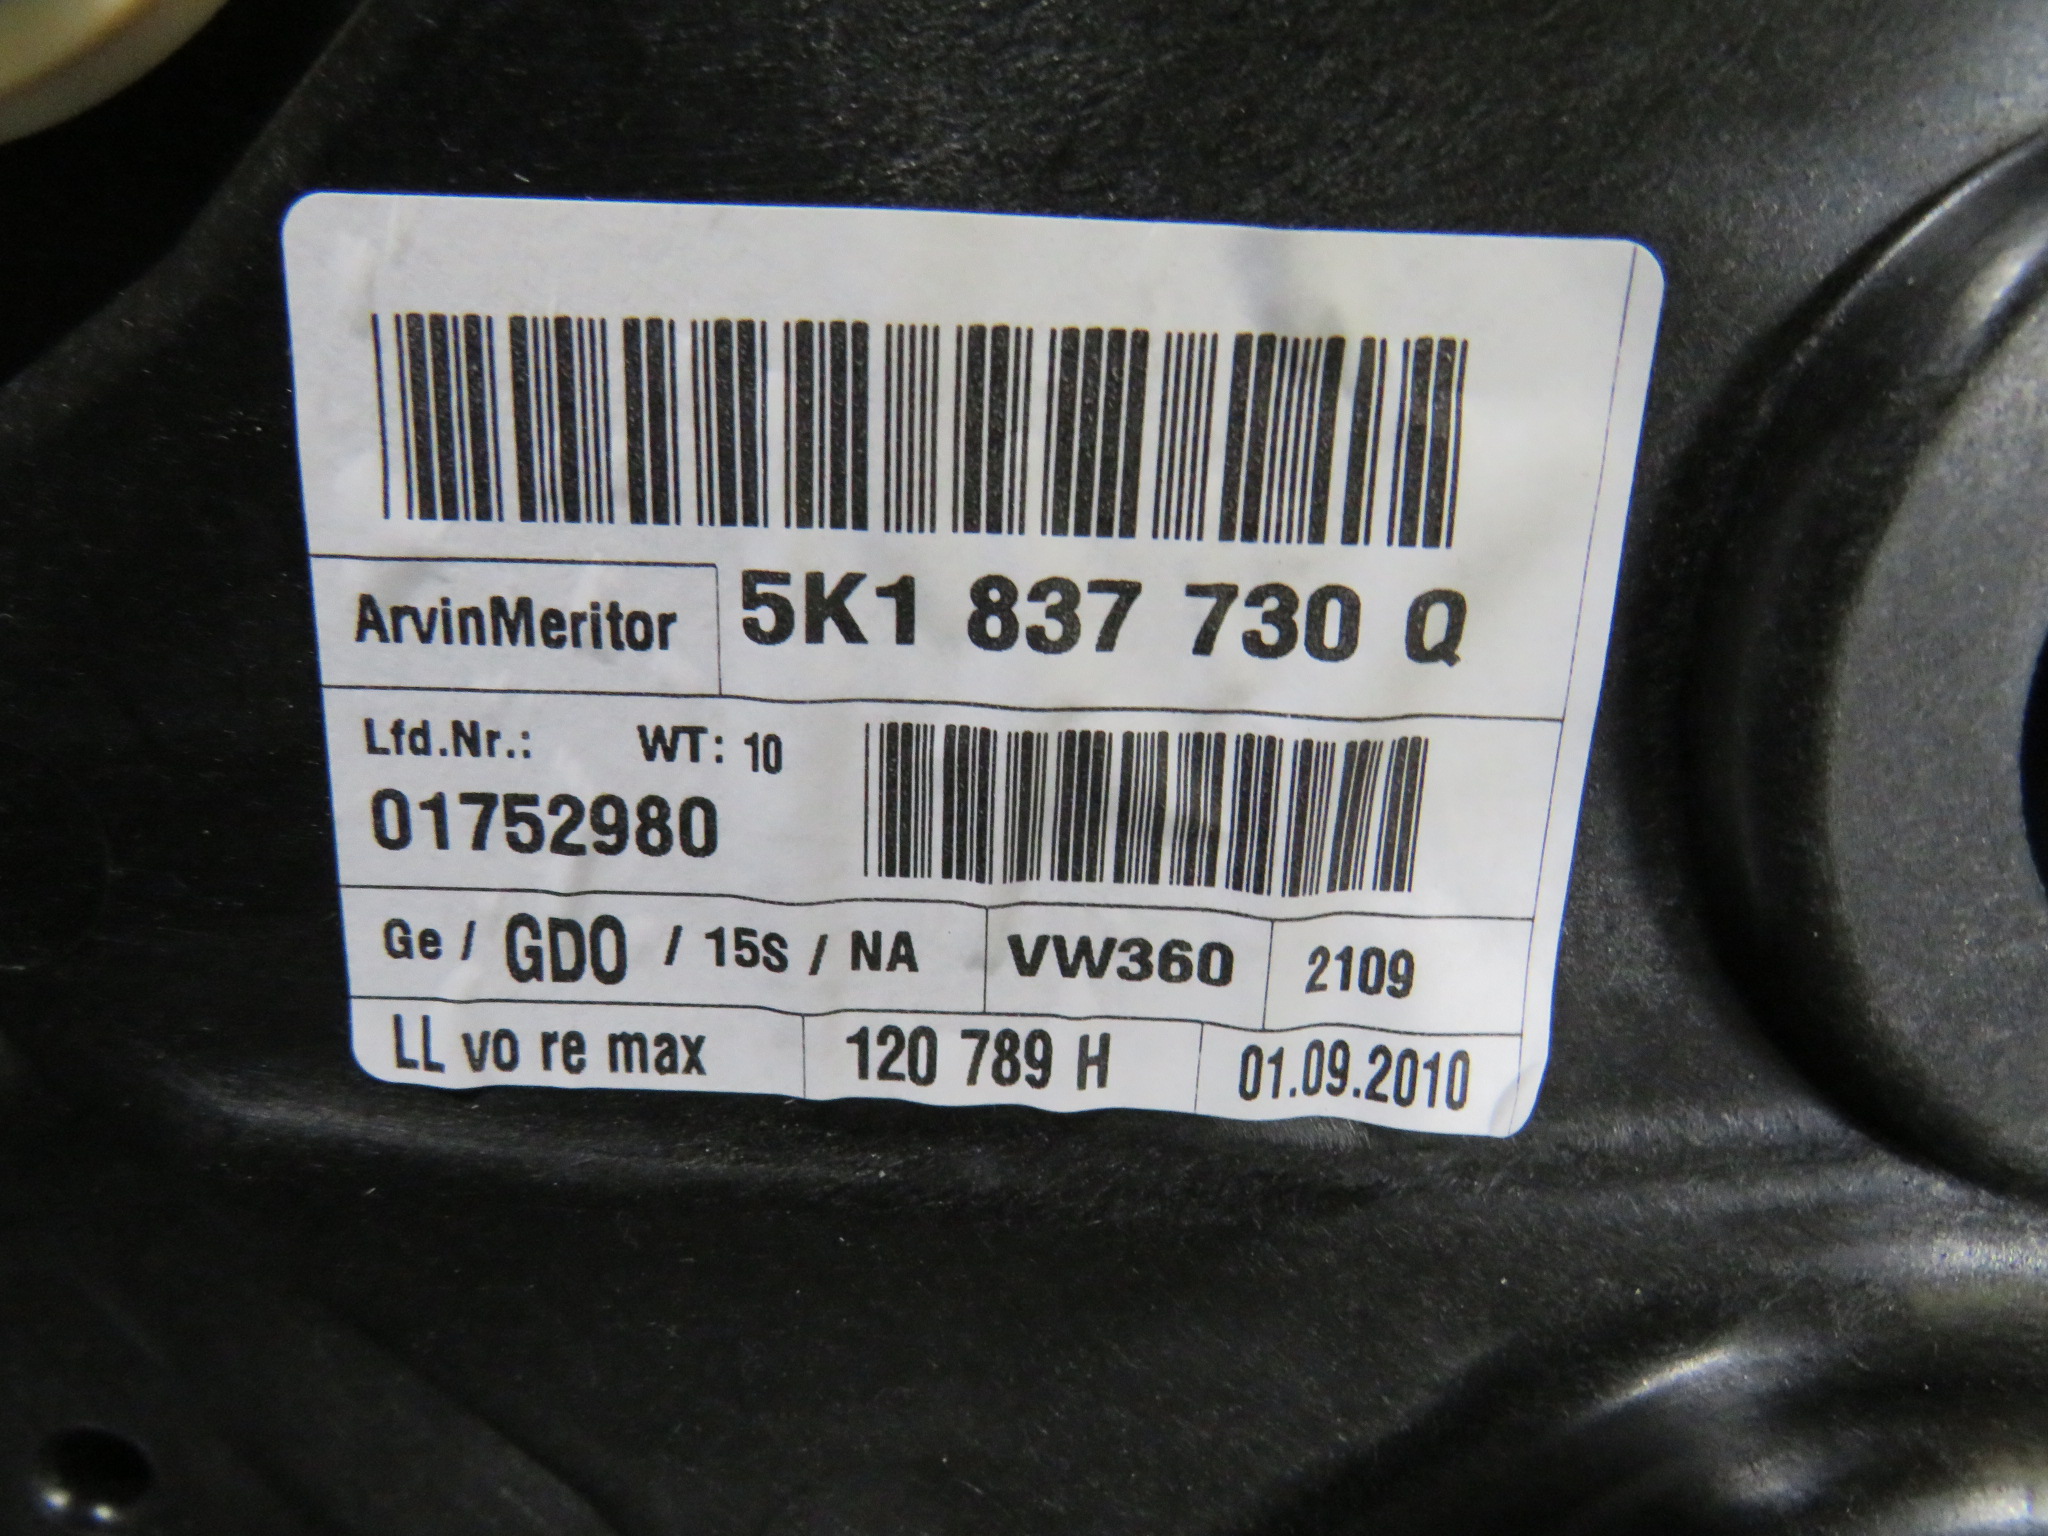 ArvinMeritor 5K1 837 730 Q
Lfd.Nr.: WT: 10
01752980
Ge / GDO / 15S / NA VW360 2109
LL vo re max 120 789 H 01.09.2010